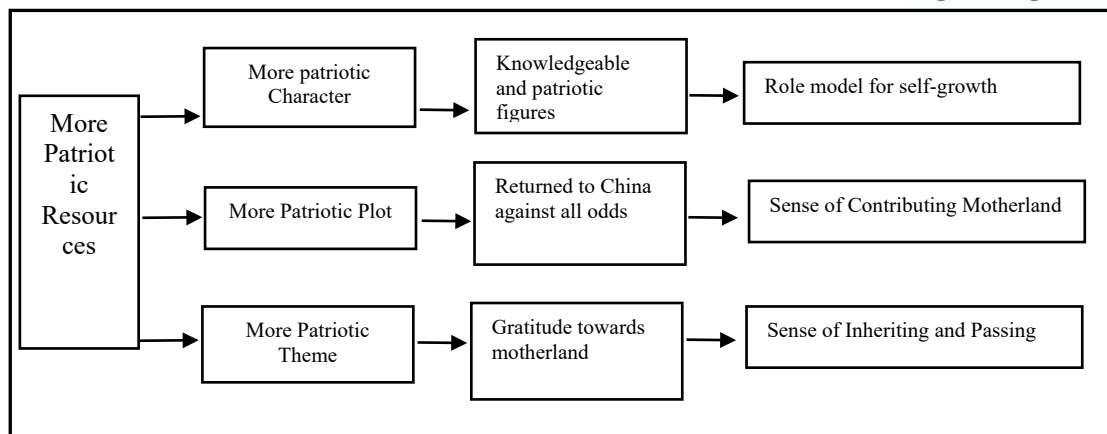 More
Patriot
ic
Resour
ces
More patriotic
Character
Knowledgeable
and patriotic
figures
Role model for self-growth
More Patriotic Plot
Returned to China
against all odds
Sense of Contributing Motherland
More Patriotic
Theme
Gratitude towards
motherland
Sense of Inheriting and Passing